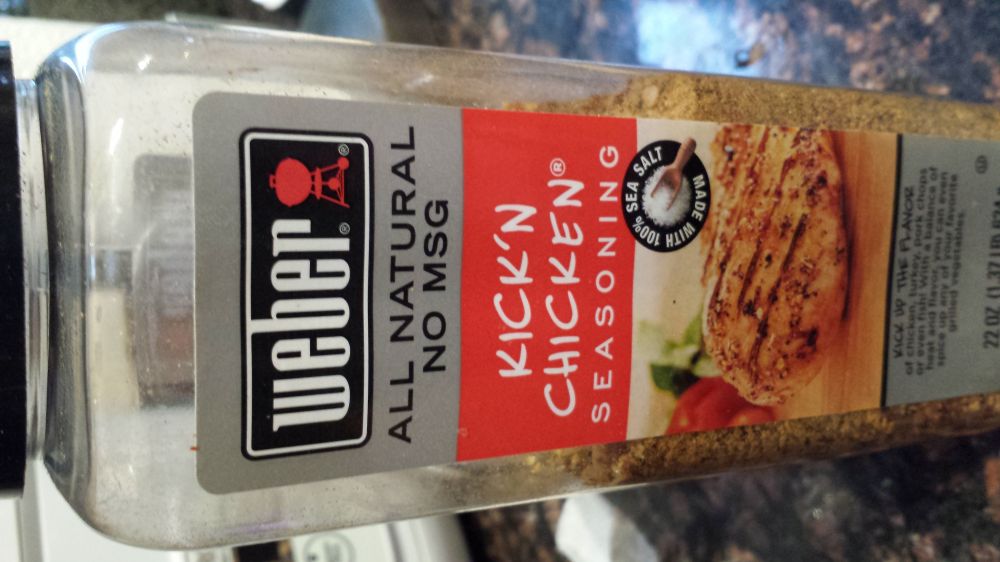 weber®
ALL NATURAL
NO MSG
KICK'N
CHICKEN®
SEASONING
MADE WITH 100% SEA SALT
KICK UP THE FLAVOR
of chicken, turkey, pork chops
or even fish! With a balance of
heat and flavor, you can even
spice up any of your favorite
grilled vegetables.
22 OZ (1.37 LB)